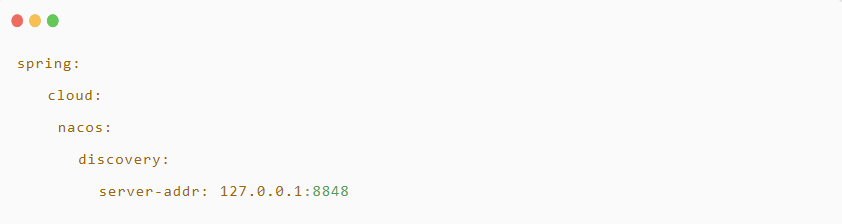 spring:
cloud:
nacos:
discovery:
server-addr: 127.0.0.1:8848